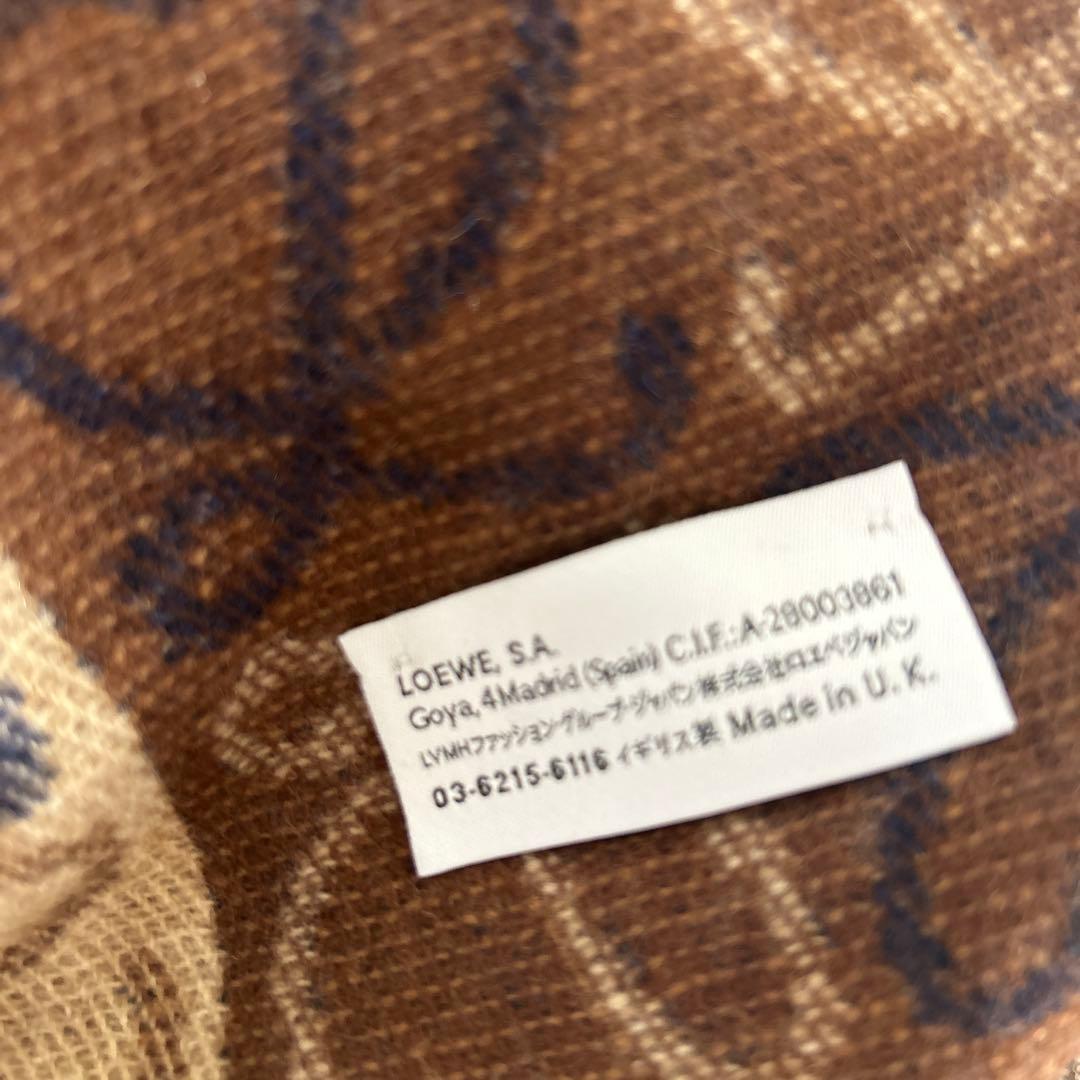 LOEWE, S.A.
Goya, 4 Madrid (Spain) C.I.F.:A-28003861
LVMHファッション・グループ・ジャパン株式会社ロエベジャパン
03-6215-6116 イギリス製 Made in U.K.